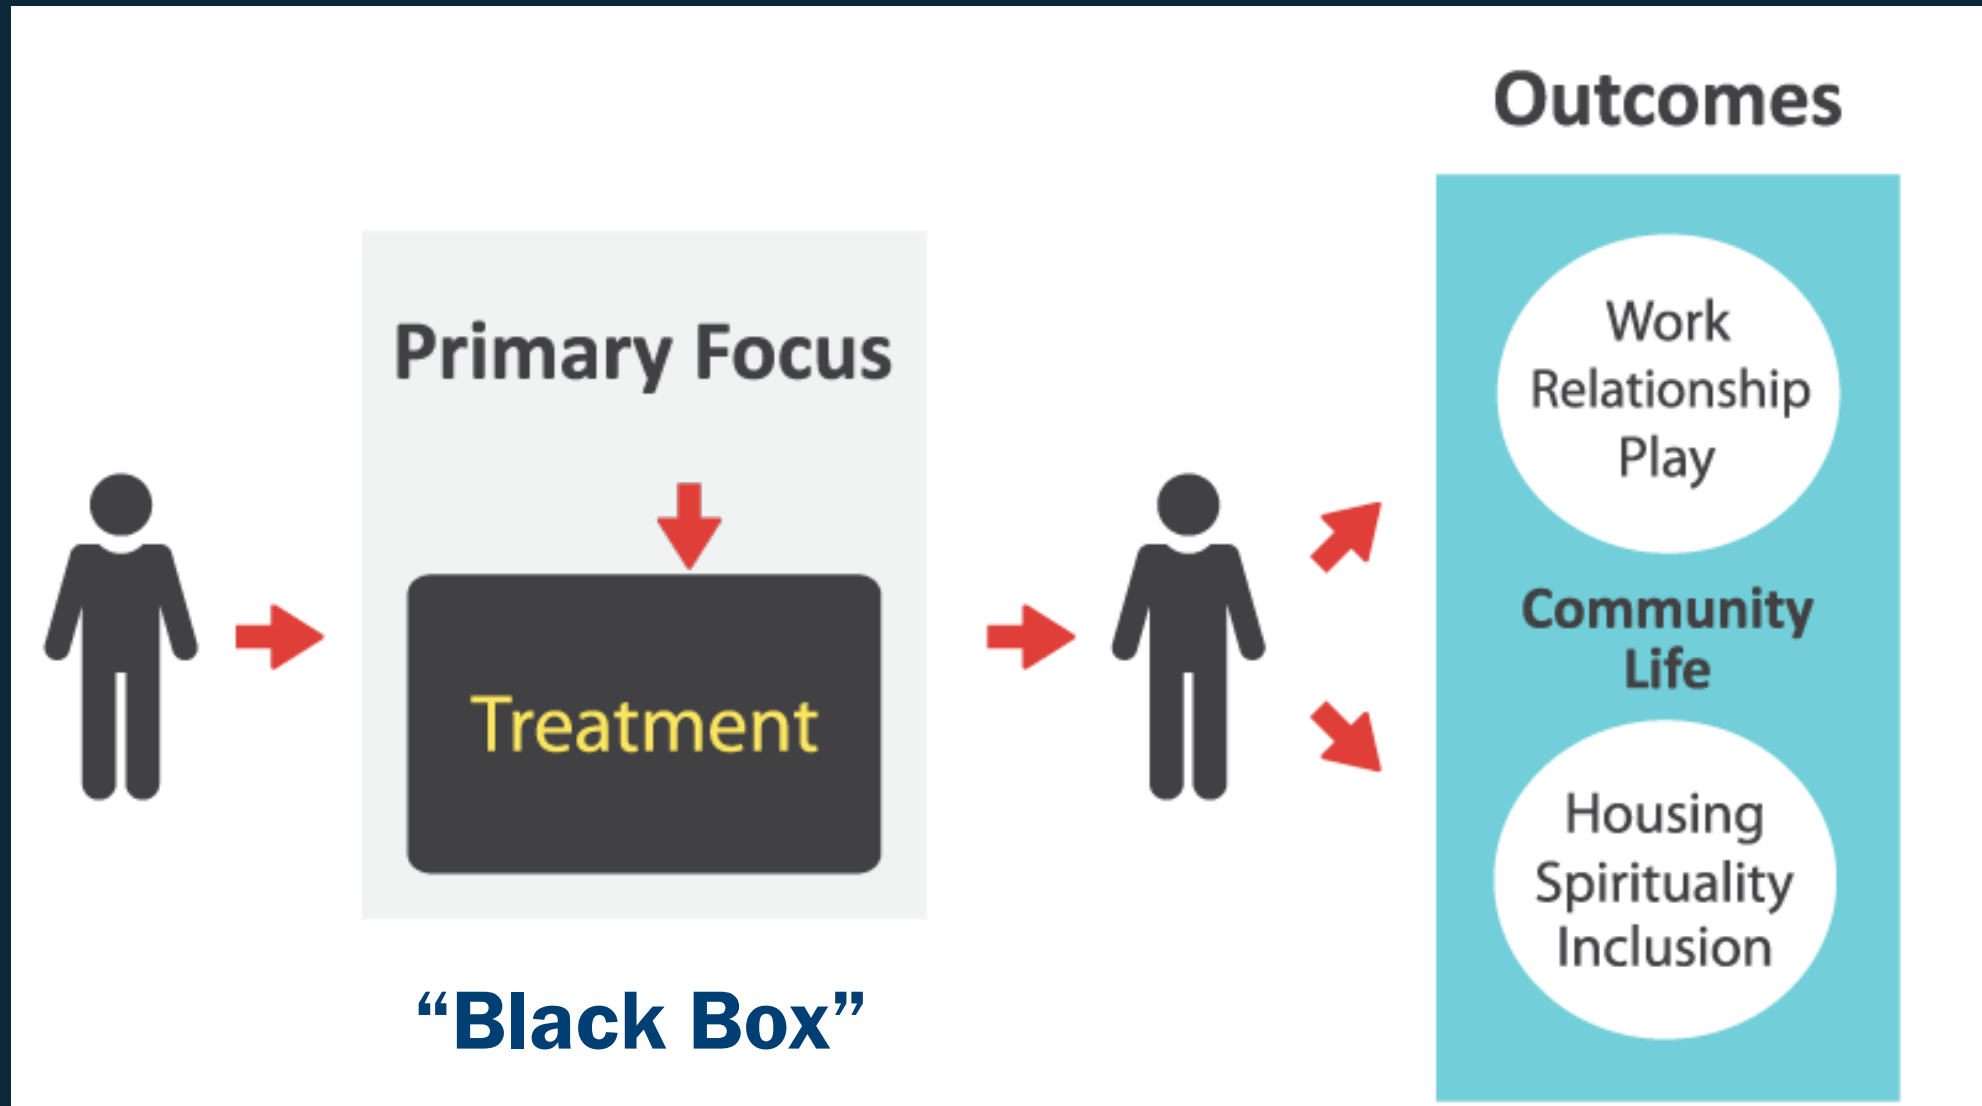 Outcomes
Primary Focus
Treatment
“Black Box”
Work
Relationship
Play
Community
Life
Housing
Spirituality
Inclusion